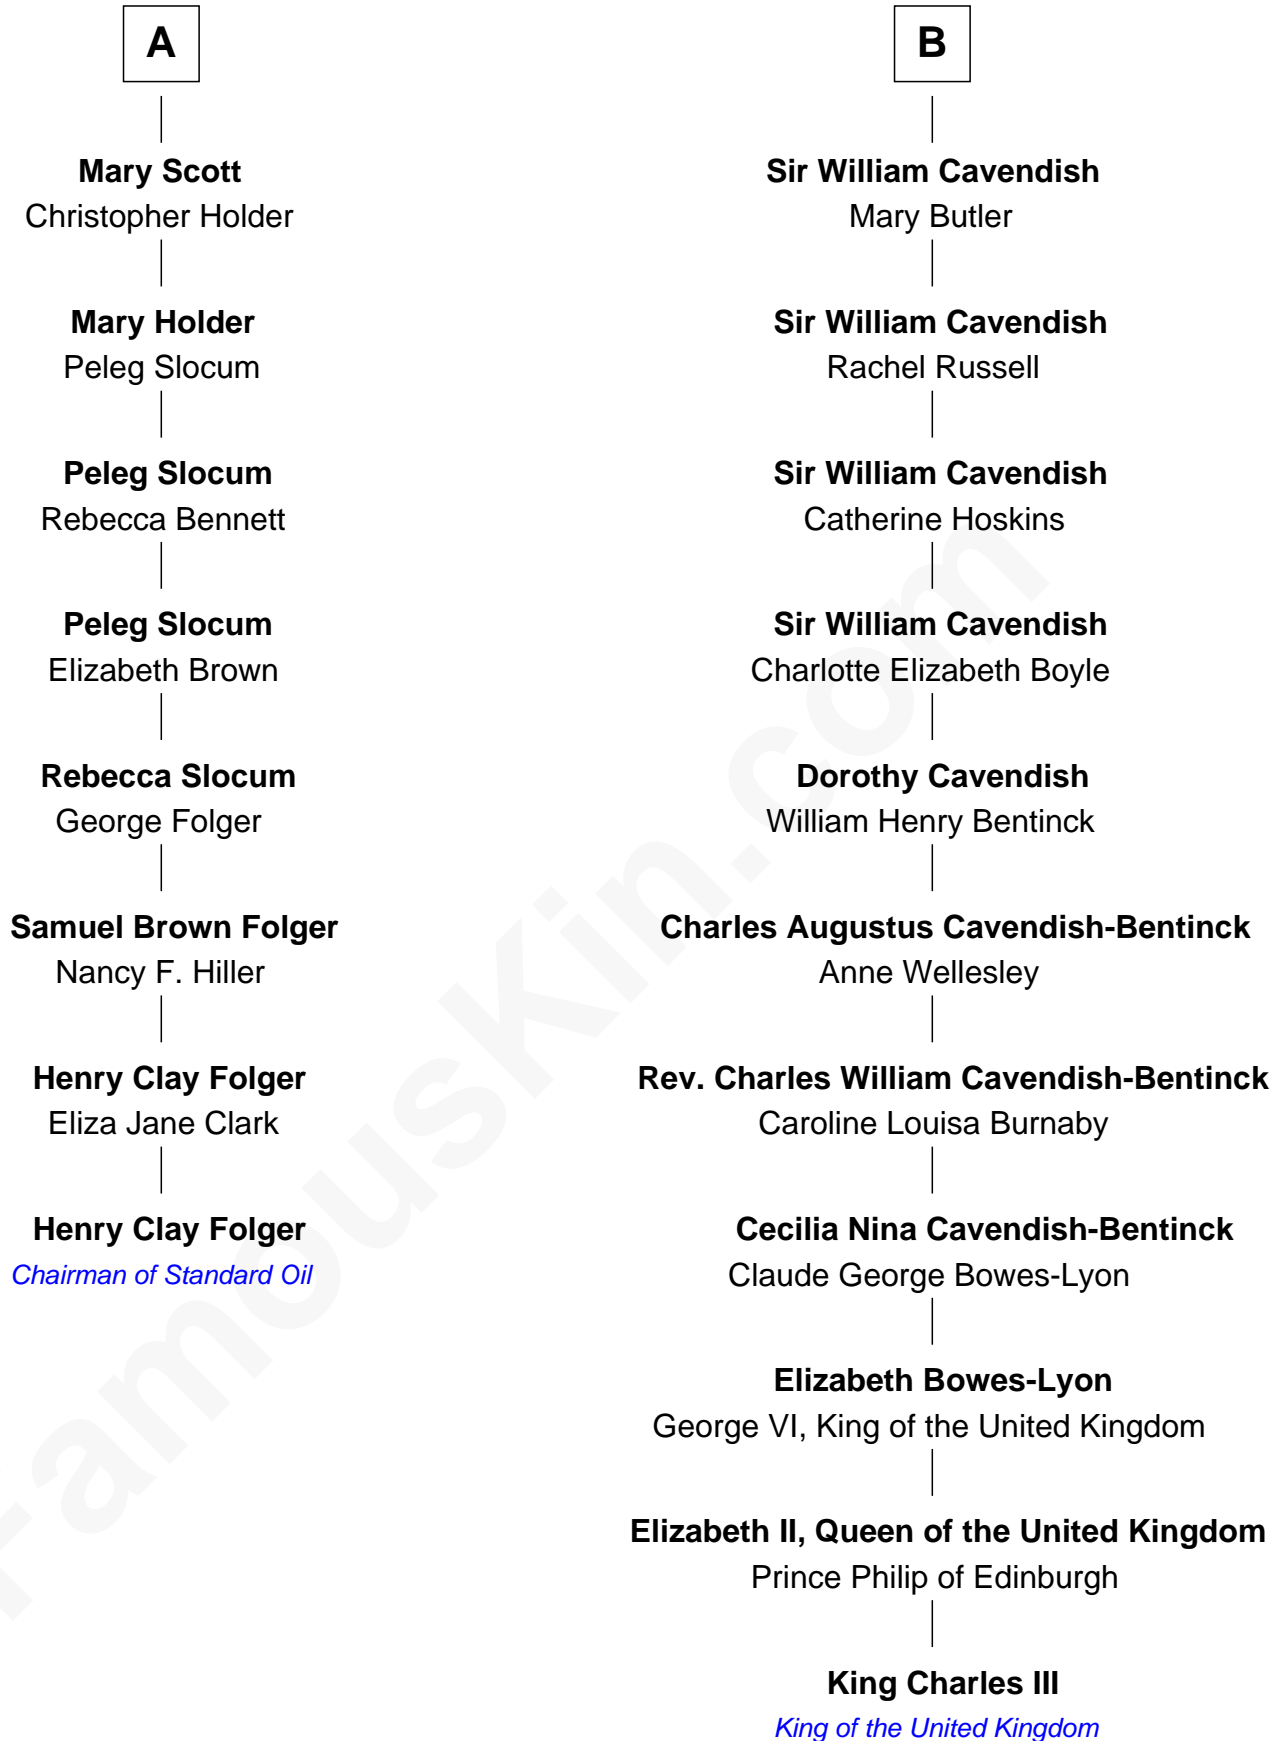 A
Mary Scott
Christopher Holder
Mary Holder
Peleg Slocum
Peleg Slocum
Rebecca Bennett
Peleg Slocum
Elizabeth Brown
Rebecca Slocum
George Folger
Samuel Brown Folger
Nancy F. Hiller
Henry Clay Folger
Eliza Jane Clark
Henry Clay Folger
Chairman of Standard Oil
B
Sir William Cavendish
Mary Butler
Sir William Cavendish
Rachel Russell
Sir William Cavendish
Catherine Hoskins
Sir William Cavendish
Charlotte Elizabeth Boyle
Dorothy Cavendish
William Henry Bentinck
Charles Augustus Cavendish-Bentinck
Anne Wellesley
Rev. Charles William Cavendish-Bentinck
Caroline Louisa Burnaby
Cecilia Nina Cavendish-Bentinck
Claude George Bowes-Lyon
Elizabeth Bowes-Lyon
George VI, King of the United Kingdom
Elizabeth II, Queen of the United Kingdom
Prince Philip of Edinburgh
King Charles III
King of the United Kingdom
FamousKin.com